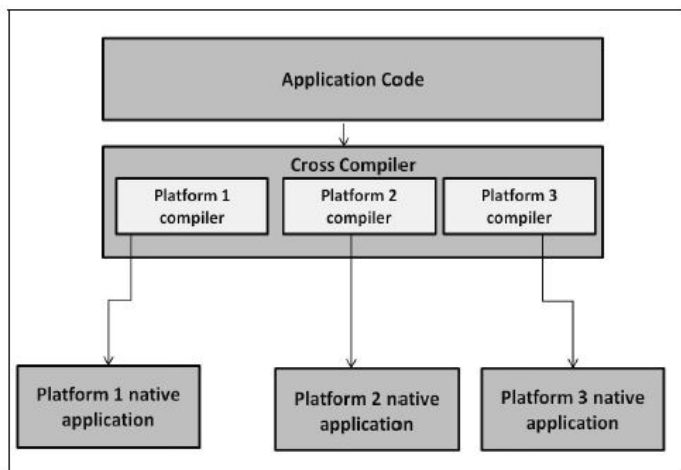 Application Code
Cross Compiler
Platform 1
compiler
Platform 2
compiler
Platform 3
compiler
Platform 1 native
application
Platform 2 native
application
Platform 3 native
application